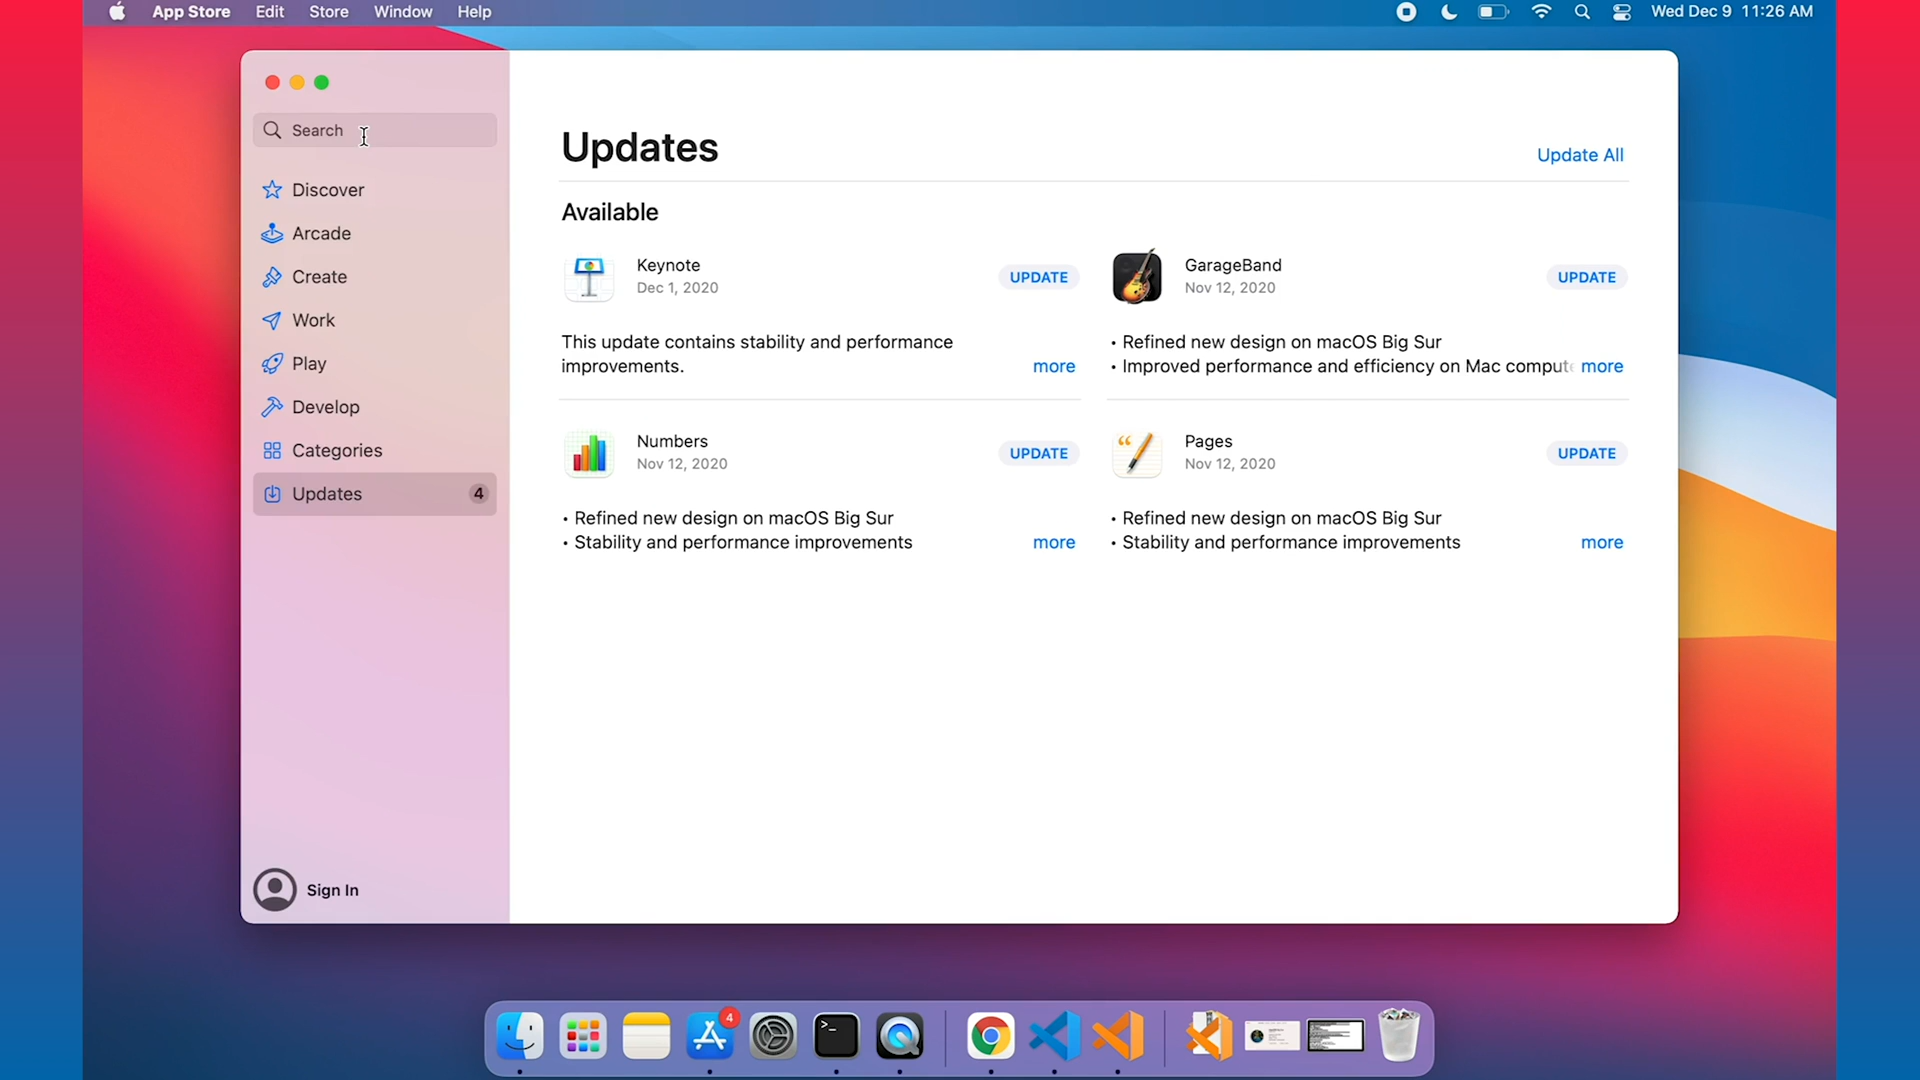 App Store Edit Store Window Help Wed Dec 9 11:26 AM
Search
Discover
Arcade
Create
Work
Play
Develop
Categories
Updates 4
Sign In
Updates
Update All
Available
Keynote
Dec 1, 2020
UPDATE
This update contains stability and performance
improvements.
more
GarageBand
Nov 12, 2020
UPDATE
• Refined new design on macOS Big Sur
• Improved performance and efficiency on Mac compute
more
Numbers
Nov 12, 2020
UPDATE
• Refined new design on macOS Big Sur
• Stability and performance improvements
more
Pages
Nov 12, 2020
UPDATE
• Refined new design on macOS Big Sur
• Stability and performance improvements
more
4